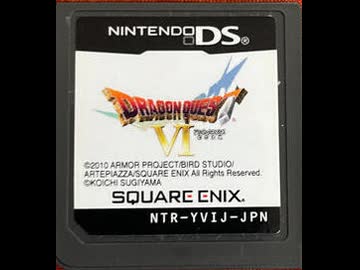 NINTENDO DS
DRAGON QUEST
VI
©2010 ARMOR PROJECT/BIRD STUDIO/
ARTEPIAZZA/SQUARE ENIX All Rights Reserved.
©KOICHI SUGIYAMA
SQUARE ENIX.
NTR-YVIJ-JPN